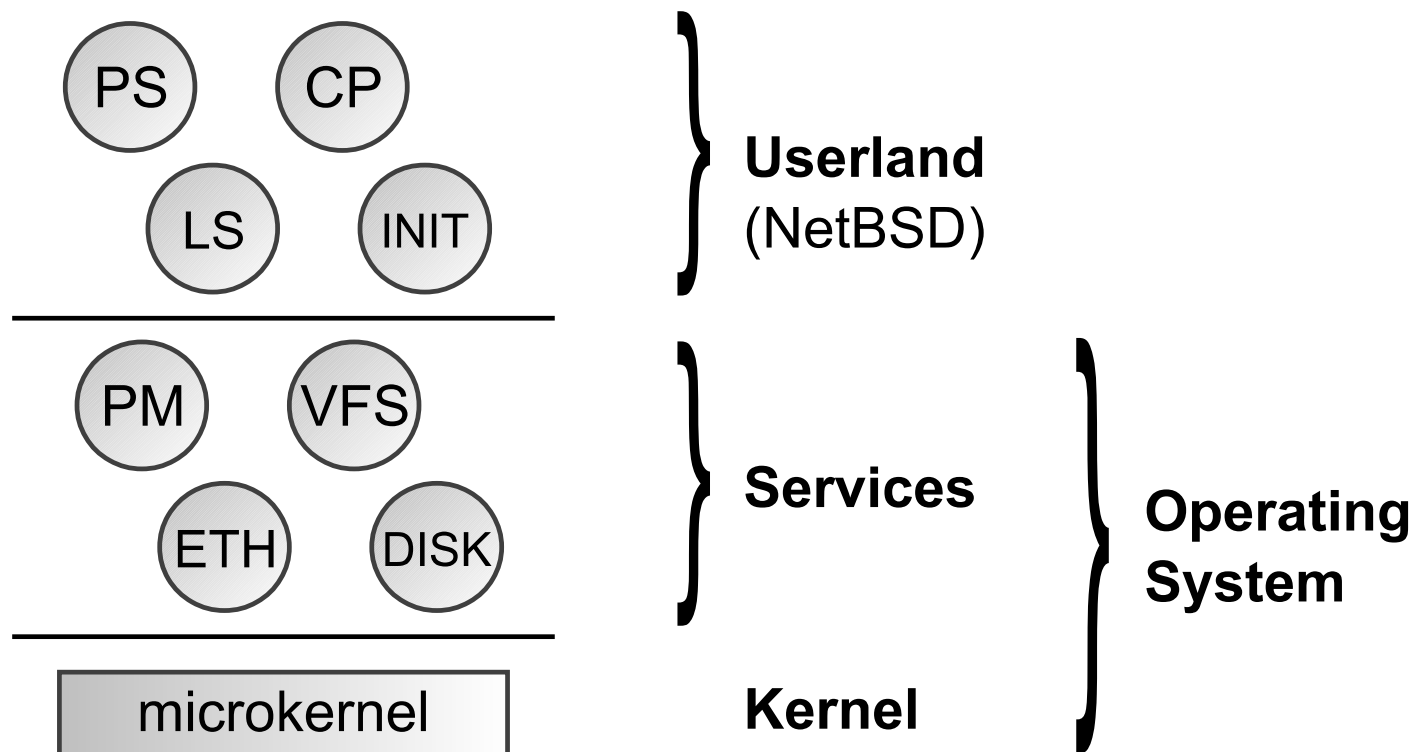 PS
CP
LS
INIT
Userland
(NetBSD)
PM
VFS
ETH
DISK
Services
Operating
System
microkernel
Kernel